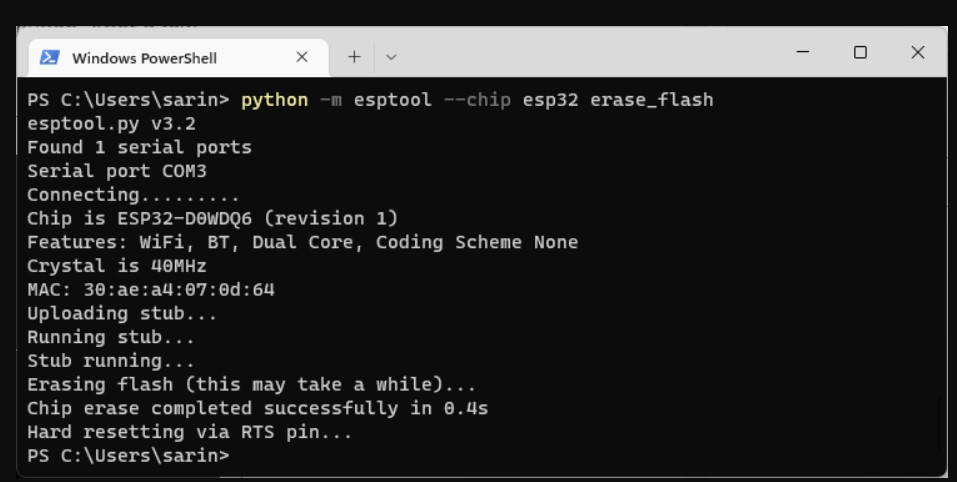 Windows PowerShell
PS C:\Users\sarin> python -m esptool --chip esp32 erase_flash
esptool.py v3.2
Found 1 serial ports
Serial port COM3
Connecting.........
Chip is ESP32-D0WDQ6 (revision 1)
Features: WiFi, BT, Dual Core, Coding Scheme None
Crystal is 40MHz
MAC: 30:ae:a4:07:0d:64
Uploading stub...
Running stub...
Stub running...
Erasing flash (this may take a while)...
Chip erase completed successfully in 0.4s
Hard resetting via RTS pin...
PS C:\Users\sarin>